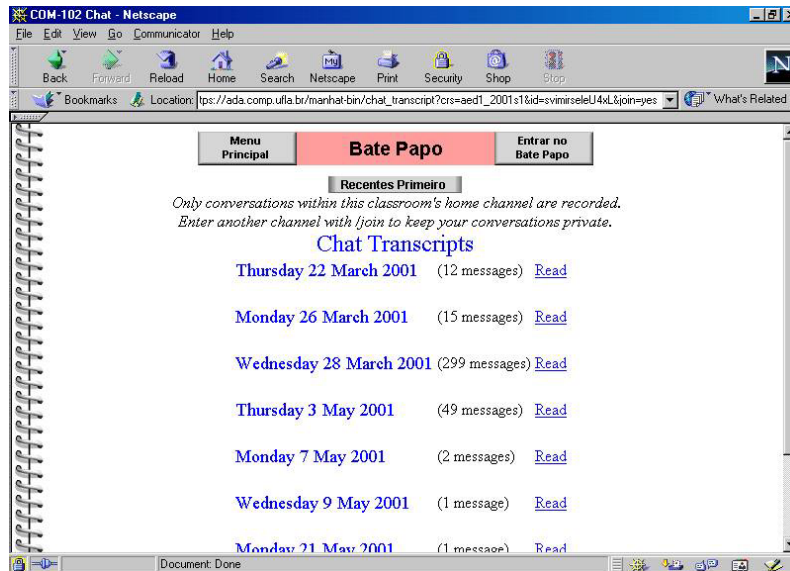 COM-102 Chat - Netscape
File Edit View Go Communicator Help
Back Forward Reload Home Search Netscape Print Security Shop Stop
My
N
Bookmarks Location: tps://ada.comp.ufla.br/manhat-bin/chat_transcript?crs=aed1_2001s1&id=svimirseleU4xL&join=yes What's Related
Menu Principal Bate Papo Entrar no Bate Papo
Recentes Primeiro
Only conversations within this classroom's home channel are recorded.
Enter another channel with /join to keep your conversations private.
Chat Transcripts
Thursday 22 March 2001 (12 messages) Read
Monday 26 March 2001 (15 messages) Read
Wednesday 28 March 2001 (299 messages) Read
Thursday 3 May 2001 (49 messages) Read
Monday 7 May 2001 (2 messages) Read
Wednesday 9 May 2001 (1 message) Read
Monday 21 May 2001 (1 message) Read
Document: Done